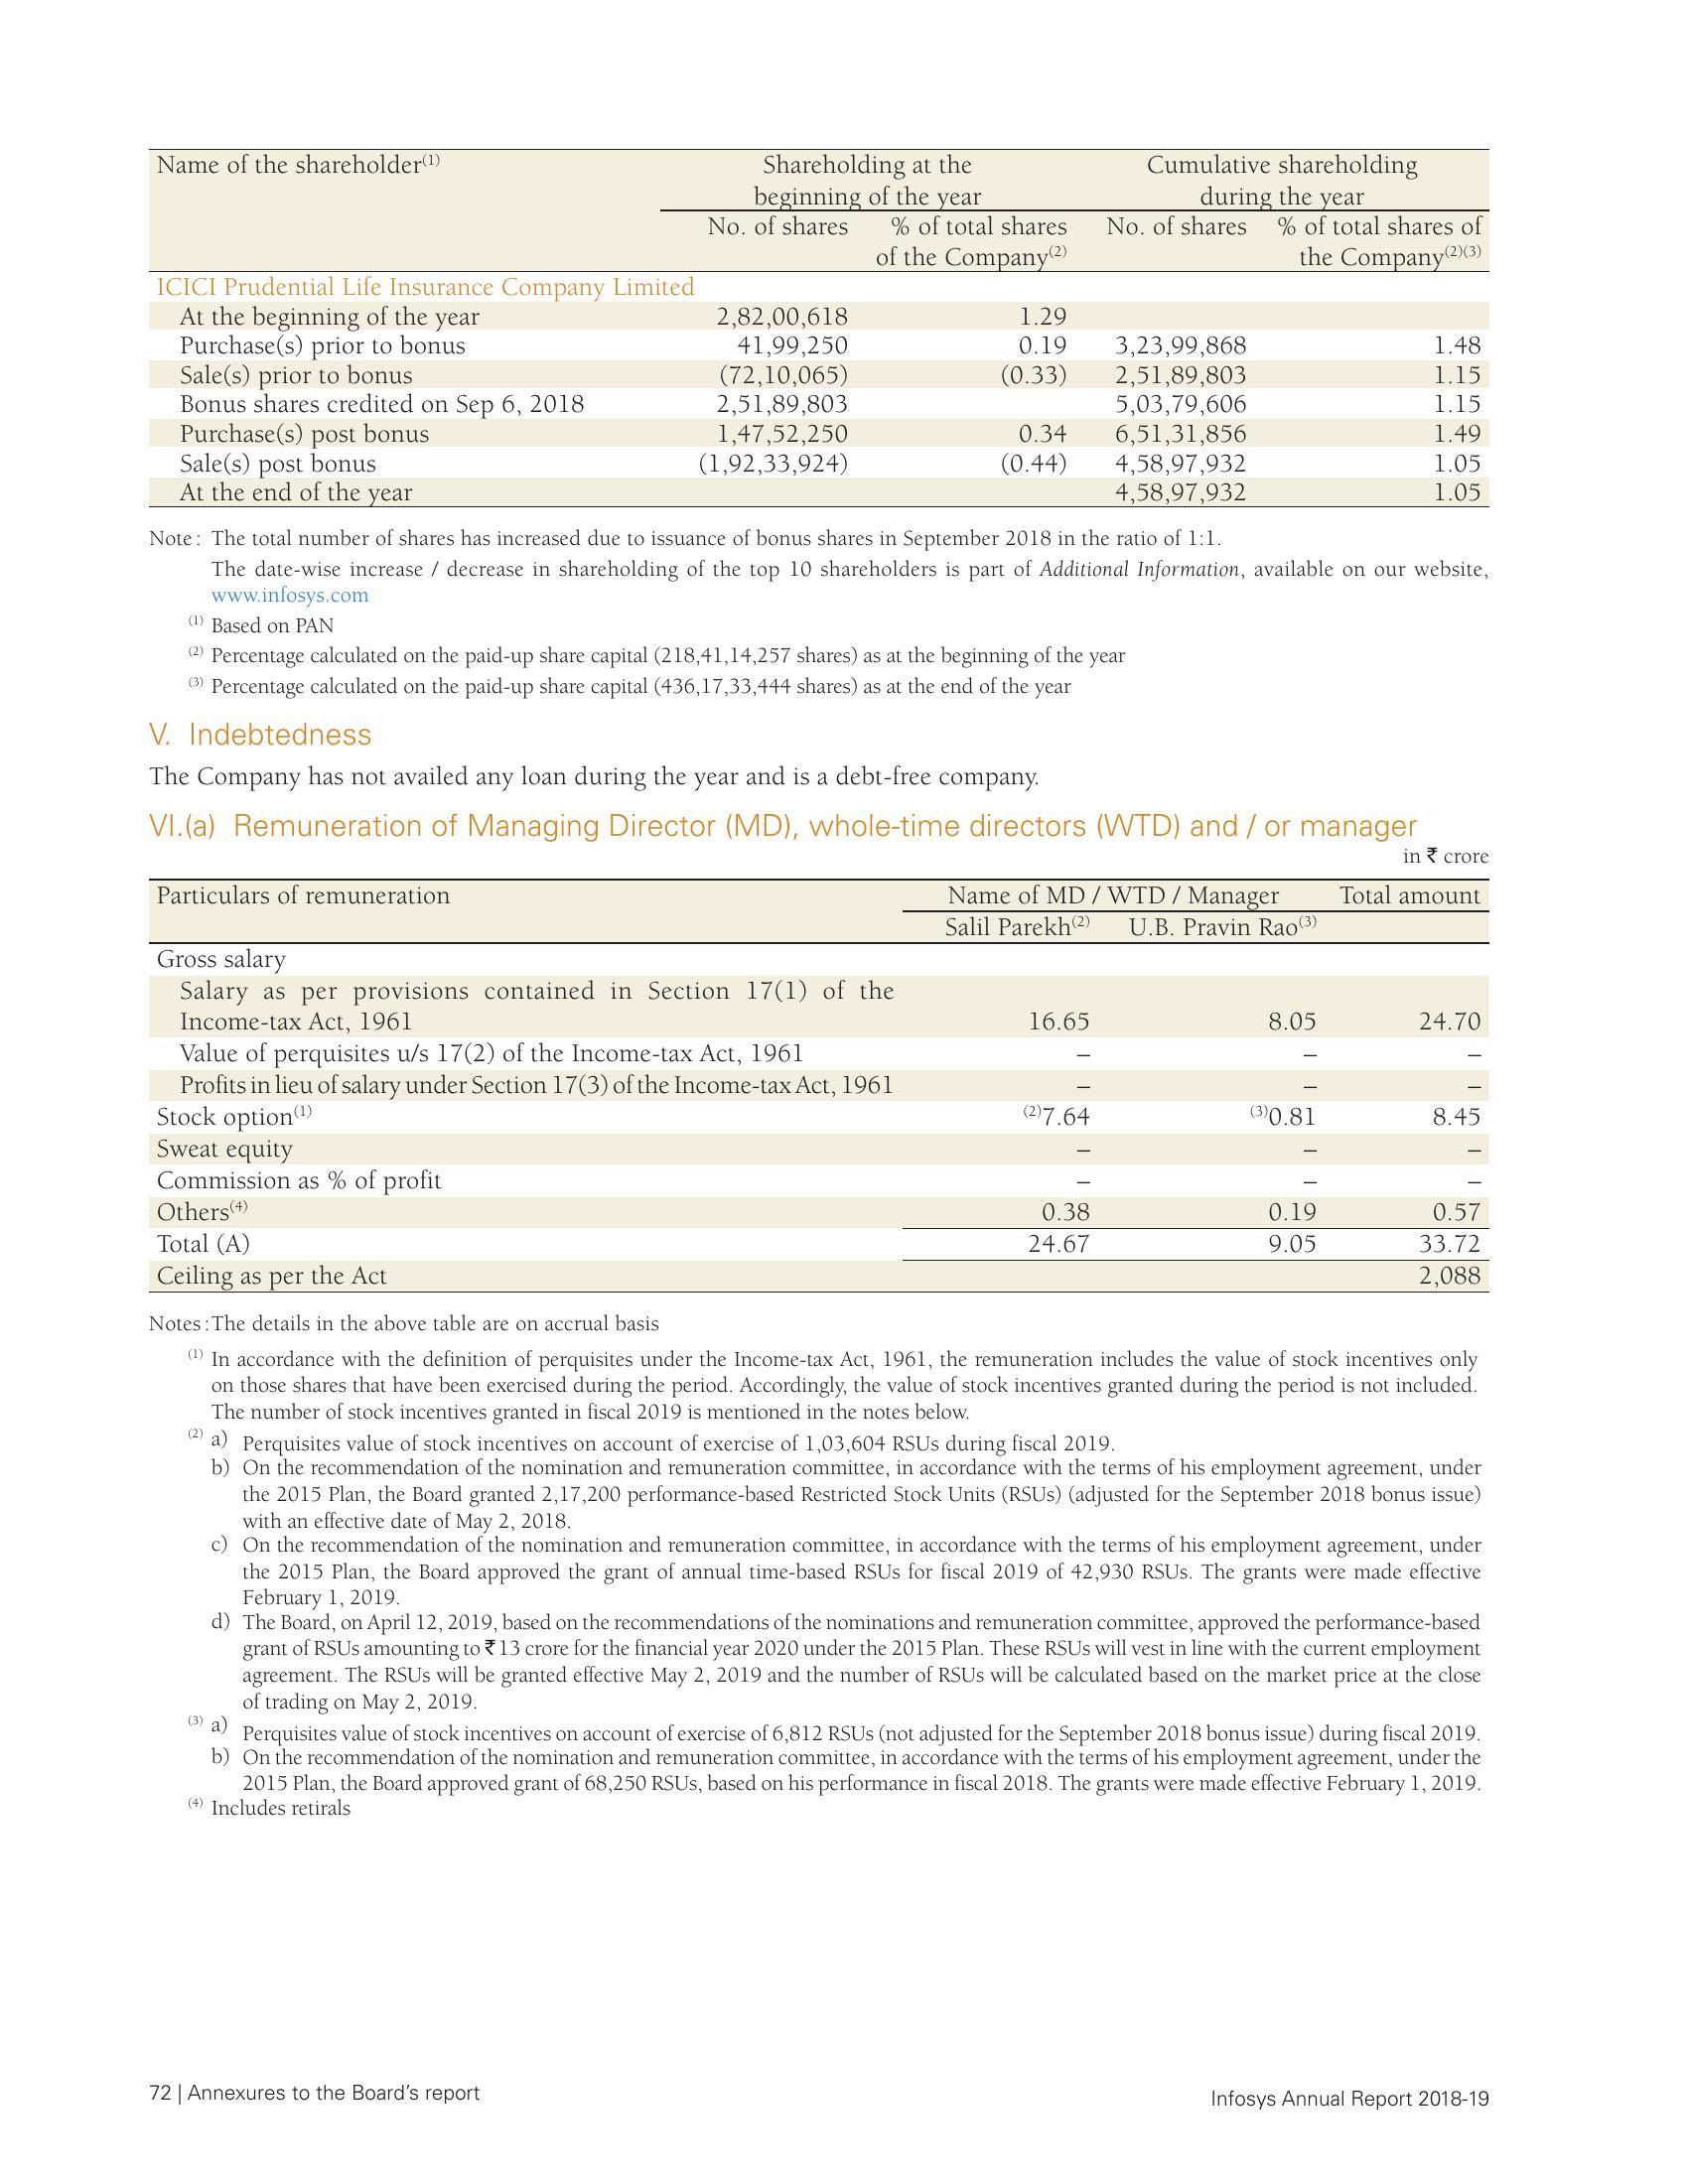 Name of the shareholder(1) Shareholding at the beginning of the year Cumulative shareholding during the year
No. of shares % of total shares of the Company(2) No. of shares % of total shares of the Company(2)(3)
ICICI Prudential Life Insurance Company Limited
At the beginning of the year 2,82,00,618 1.29
Purchase(s) prior to bonus 41,99,250 0.19 3,23,99,868 1.48
Sale(s) prior to bonus (72,10,065) (0.33) 2,51,89,803 1.15
Bonus shares credited on Sep 6, 2018 2,51,89,803 5,03,79,606 1.15
Purchase(s) post bonus 1,47,52,250 0.34 6,51,31,856 1.49
Sale(s) post bonus (1,92,33,924) (0.44) 4,58,97,932 1.05
At the end of the year 4,58,97,932 1.05
Note : The total number of shares has increased due to issuance of bonus shares in September 2018 in the ratio of 1:1.
The date-wise increase / decrease in shareholding of the top 10 shareholders is part of Additional Information, available on our website,
www.infosys.com
(1) Based on PAN
(2) Percentage calculated on the paid-up share capital (218,41,14,257 shares) as at the beginning of the year
(3) Percentage calculated on the paid-up share capital (436,17,33,444 shares) as at the end of the year
V. Indebtedness
The Company has not availed any loan during the year and is a debt-free company.
VI.(a) Remuneration of Managing Director (MD), whole-time directors (WTD) and / or manager
in ₹ crore
Particulars of remuneration Name of MD / WTD / Manager Total amount
Salil Parekh(2) U.B. Pravin Rao(3)
Gross salary
Salary as per provisions contained in Section 17(1) of the
Income-tax Act, 1961 16.65 8.05 24.70
Value of perquisites u/s 17(2) of the Income-tax Act, 1961 – – –
Profits in lieu of salary under Section 17(3) of the Income-tax Act, 1961 – – –
Stock option(1) (2)7.64 (3)0.81 8.45
Sweat equity – – –
Commission as % of profit – – –
Others(4) 0.38 0.19 0.57
Total (A) 24.67 9.05 33.72
Ceiling as per the Act 2,088
Notes : The details in the above table are on accrual basis
(1) In accordance with the definition of perquisites under the Income-tax Act, 1961, the remuneration includes the value of stock incentives only
on those shares that have been exercised during the period. Accordingly, the value of stock incentives granted during the period is not included.
The number of stock incentives granted in fiscal 2019 is mentioned in the notes below.
(2) a) Perquisites value of stock incentives on account of exercise of 1,03,604 RSUs during fiscal 2019.
b) On the recommendation of the nomination and remuneration committee, in accordance with the terms of his employment agreement, under
the 2015 Plan, the Board granted 2,17,200 performance-based Restricted Stock Units (RSUs) (adjusted for the September 2018 bonus issue)
with an effective date of May 2, 2018.
c) On the recommendation of the nomination and remuneration committee, in accordance with the terms of his employment agreement, under
the 2015 Plan, the Board approved the grant of annual time-based RSUs for fiscal 2019 of 42,930 RSUs. The grants were made effective
February 1, 2019.
d) The Board, on April 12, 2019, based on the recommendations of the nominations and remuneration committee, approved the performance-based
grant of RSUs amounting to ₹ 13 crore for the financial year 2020 under the 2015 Plan. These RSUs will vest in line with the current employment
agreement. The RSUs will be granted effective May 2, 2019 and the number of RSUs will be calculated based on the market price at the close
of trading on May 2, 2019.
(3) a) Perquisites value of stock incentives on account of exercise of 6,812 RSUs (not adjusted for the September 2018 bonus issue) during fiscal 2019.
b) On the recommendation of the nomination and remuneration committee, in accordance with the terms of his employment agreement, under the
2015 Plan, the Board approved grant of 68,250 RSUs, based on his performance in fiscal 2018. The grants were made effective February 1, 2019.
(4) Includes retirals
72 | Annexures to the Board's report
Infosys Annual Report 2018-19